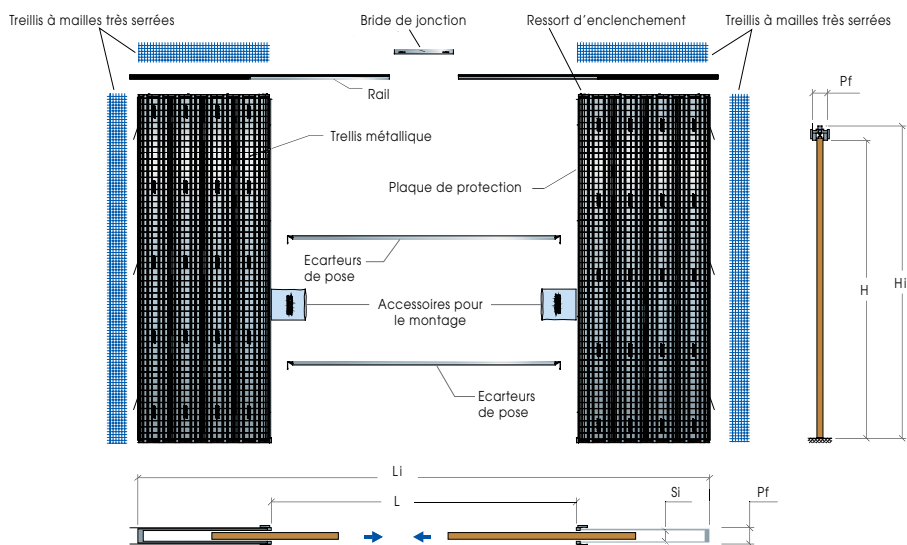 Treillis à mailles très serrées
Bride de jonction
Ressort d'enclenchement
Treillis à mailles très serrées
Rail
Pf
Trellis métallique
Plaque de protection
Ecarteurs
de pose
H
Hi
Accessoires pour
le montage
Ecarteurs
de pose
Li
L
Si
Pf